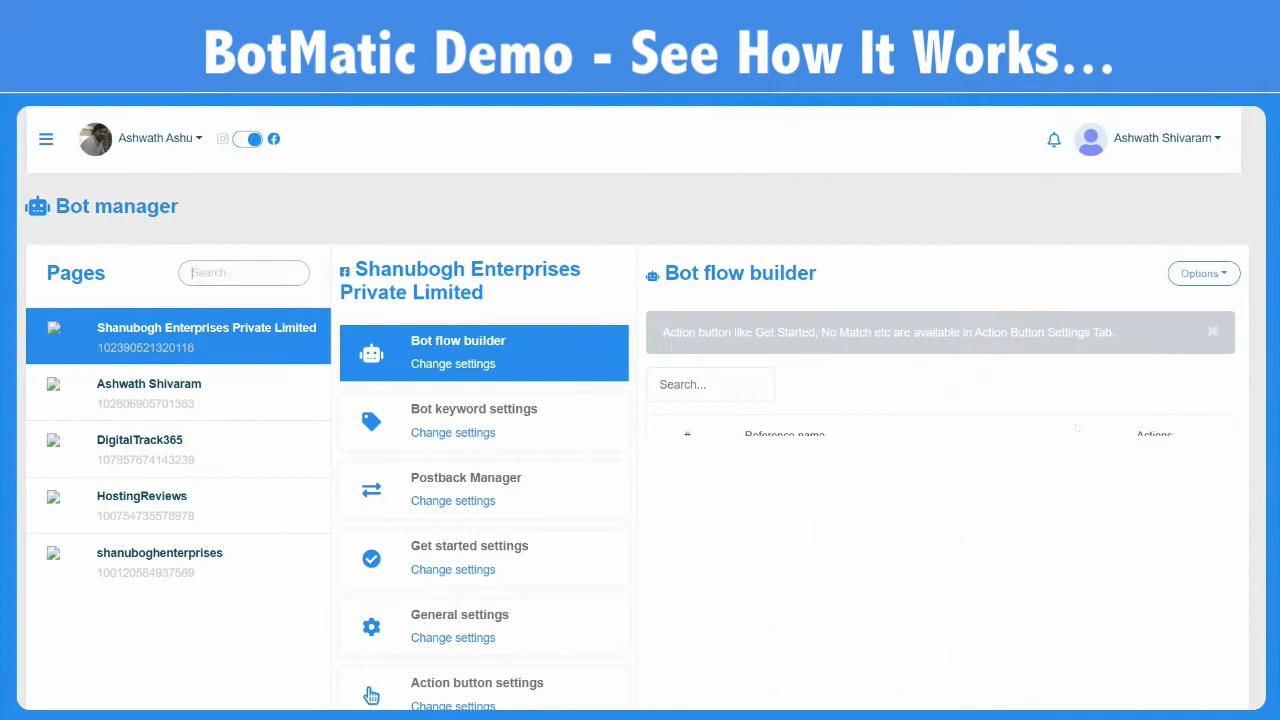 BotMatic Demo - See How It Works...
Ashwath Ashu
Ashwath Shivaram
Bot manager
Pages
Search...
Shanubogh Enterprises Private Limited
102390521320116
Ashwath Shivaram
102806905701363
DigitalTrack365
107957674143239
HostingReviews
100754735578978
shanuboghenterprises
100120584937569
Shanubogh Enterprises
Private Limited
Bot flow builder
Change settings
Bot keyword settings
Change settings
Postback Manager
Change settings
Get started settings
Change settings
General settings
Change settings
Action button settings
Change settings
Bot flow builder
Options
Action button like Get Started, No Match etc are available in Action Button Settings Tab.
Search...
# Reference name Actions